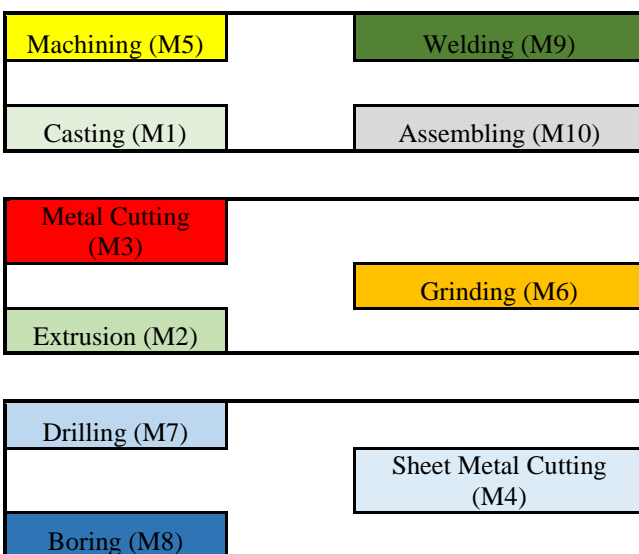 Machining (M5)
Welding (M9)
Casting (M1)
Assembling (M10)
Metal Cutting
(M3)
Grinding (M6)
Extrusion (M2)
Drilling (M7)
Sheet Metal Cutting
(M4)
Boring (M8)